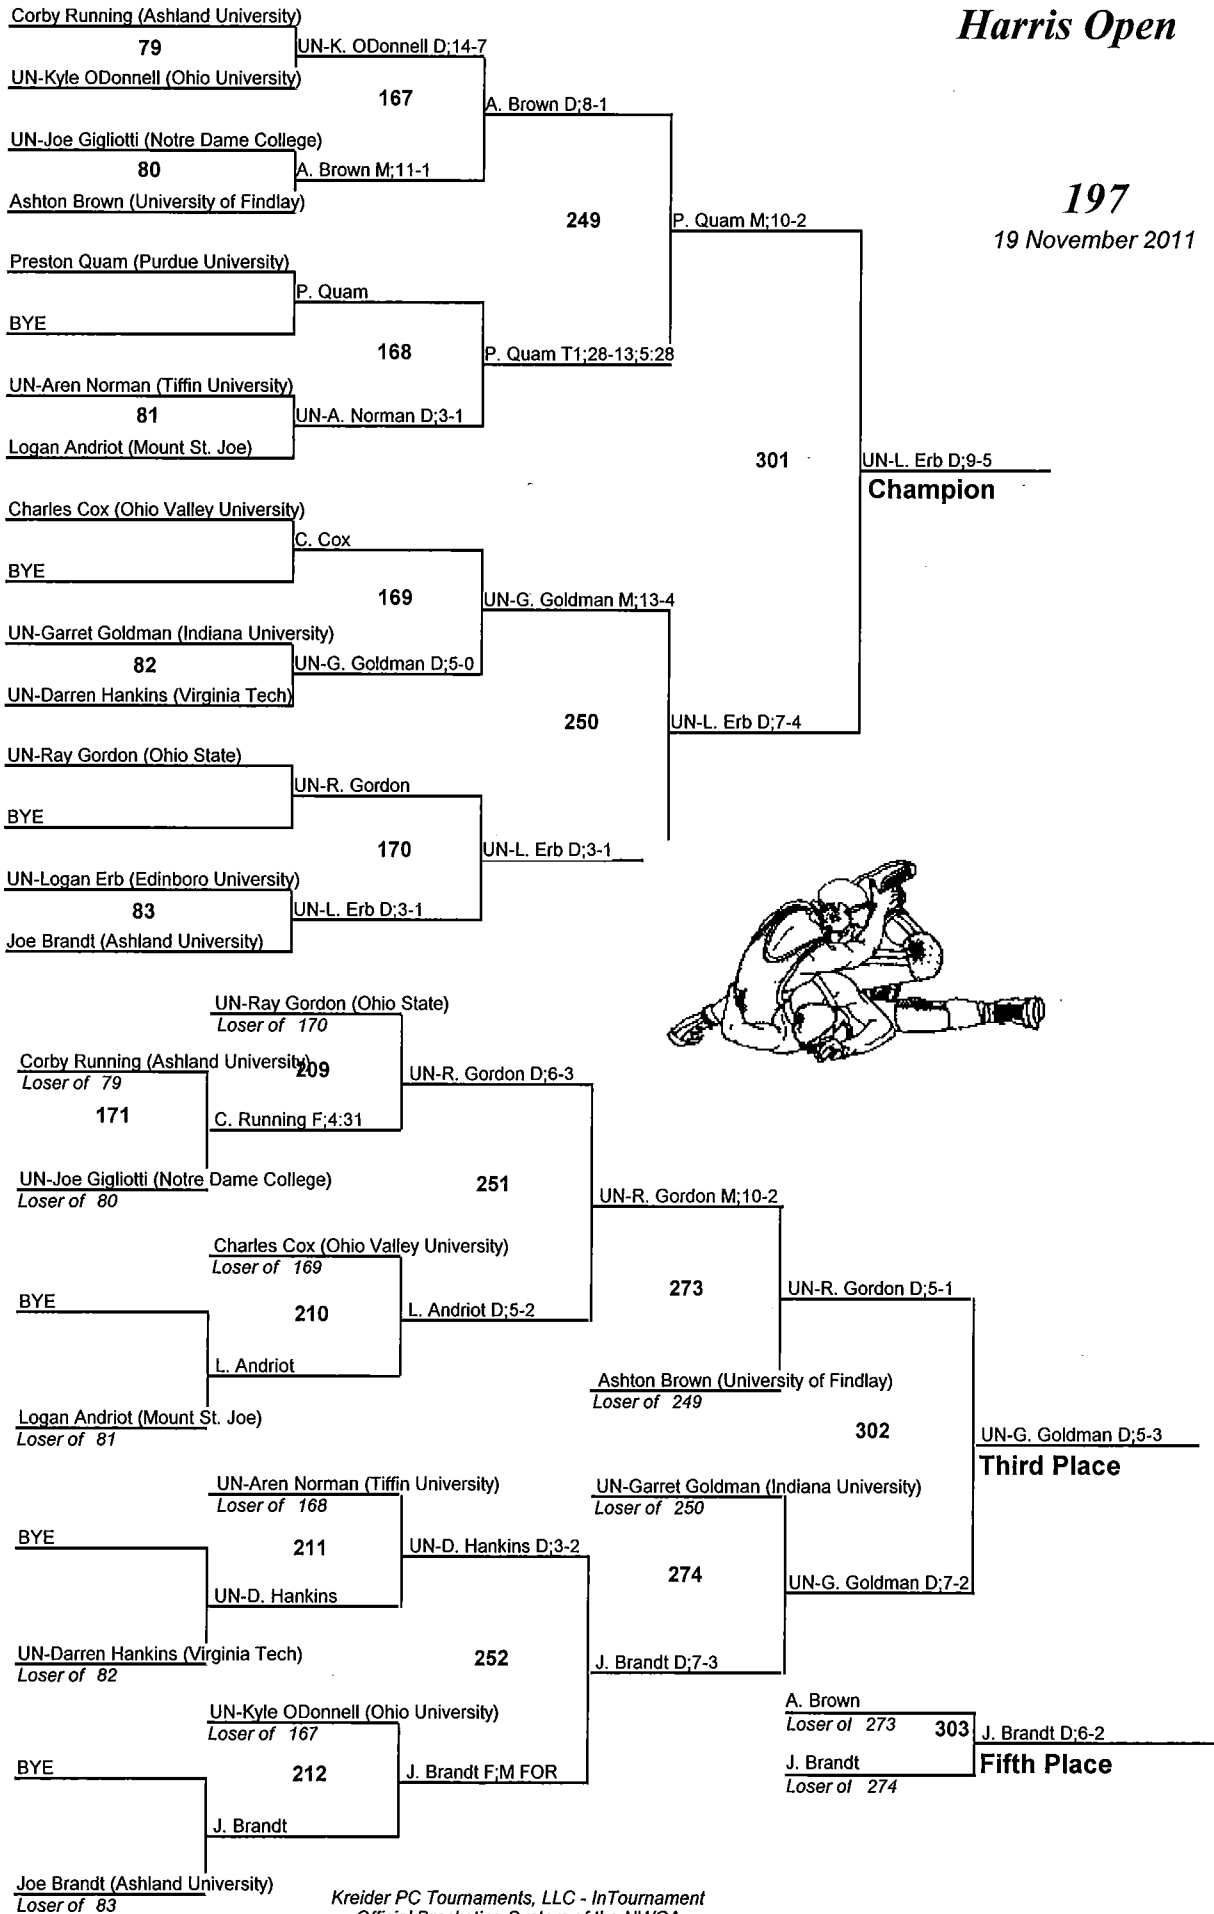 Harris Open
197
19 November 2011
Corby Running (Ashland University)
79
UN-K. ODonnell D;14-7
UN-Kyle ODonnell (Ohio University)
167
A. Brown D;8-1
UN-Joe Gigliotti (Notre Dame College)
80
A. Brown M;11-1
Ashton Brown (University of Findlay)
249
P. Quam M;10-2
Preston Quam (Purdue University)
P. Quam
BYE
168
P. Quam T1;28-13;5:28
UN-Aren Norman (Tiffin University)
81
UN-A. Norman D;3-1
Logan Andriot (Mount St. Joe)
301
UN-L. Erb D;9-5
Champion
Charles Cox (Ohio Valley University)
C. Cox
BYE
169
UN-G. Goldman M;13-4
UN-Garret Goldman (Indiana University)
82
UN-G. Goldman D;5-0
UN-Darren Hankins (Virginia Tech)
250
UN-L. Erb D;7-4
UN-Ray Gordon (Ohio State)
UN-R. Gordon
BYE
170
UN-L. Erb D;3-1
UN-Logan Erb (Edinboro University)
83
UN-L. Erb D;3-1
Joe Brandt (Ashland University)
UN-Ray Gordon (Ohio State)
Loser of 170
Corby Running (Ashland University)
209
UN-R. Gordon D;6-3
Loser of 79
171
C. Running F;4:31
UN-Joe Gigliotti (Notre Dame College)
Loser of 80
251
UN-R. Gordon M;10-2
Charles Cox (Ohio Valley University)
Loser of 169
BYE
210
L. Andriot D;5-2
273
UN-R. Gordon D;5-1
L. Andriot
Ashton Brown (University of Findlay)
Loser of 249
Logan Andriot (Mount St. Joe)
Loser of 81
302
UN-G. Goldman D;5-3
Third Place
UN-Aren Norman (Tiffin University)
Loser of 168
UN-Garret Goldman (Indiana University)
Loser of 250
BYE
211
UN-D. Hankins D;3-2
274
UN-G. Goldman D;7-2
UN-D. Hankins
UN-Darren Hankins (Virginia Tech)
Loser of 82
252
J. Brandt D;7-3
UN-Kyle ODonnell (Ohio University)
Loser of 167
A. Brown
Loser of 273
303
J. Brandt D;6-2
Fifth Place
BYE
212
J. Brandt F;M FOR
J. Brandt
Loser of 274
J. Brandt
Joe Brandt (Ashland University)
Loser of 83
Kreider PC Tournaments, LLC - InTournament